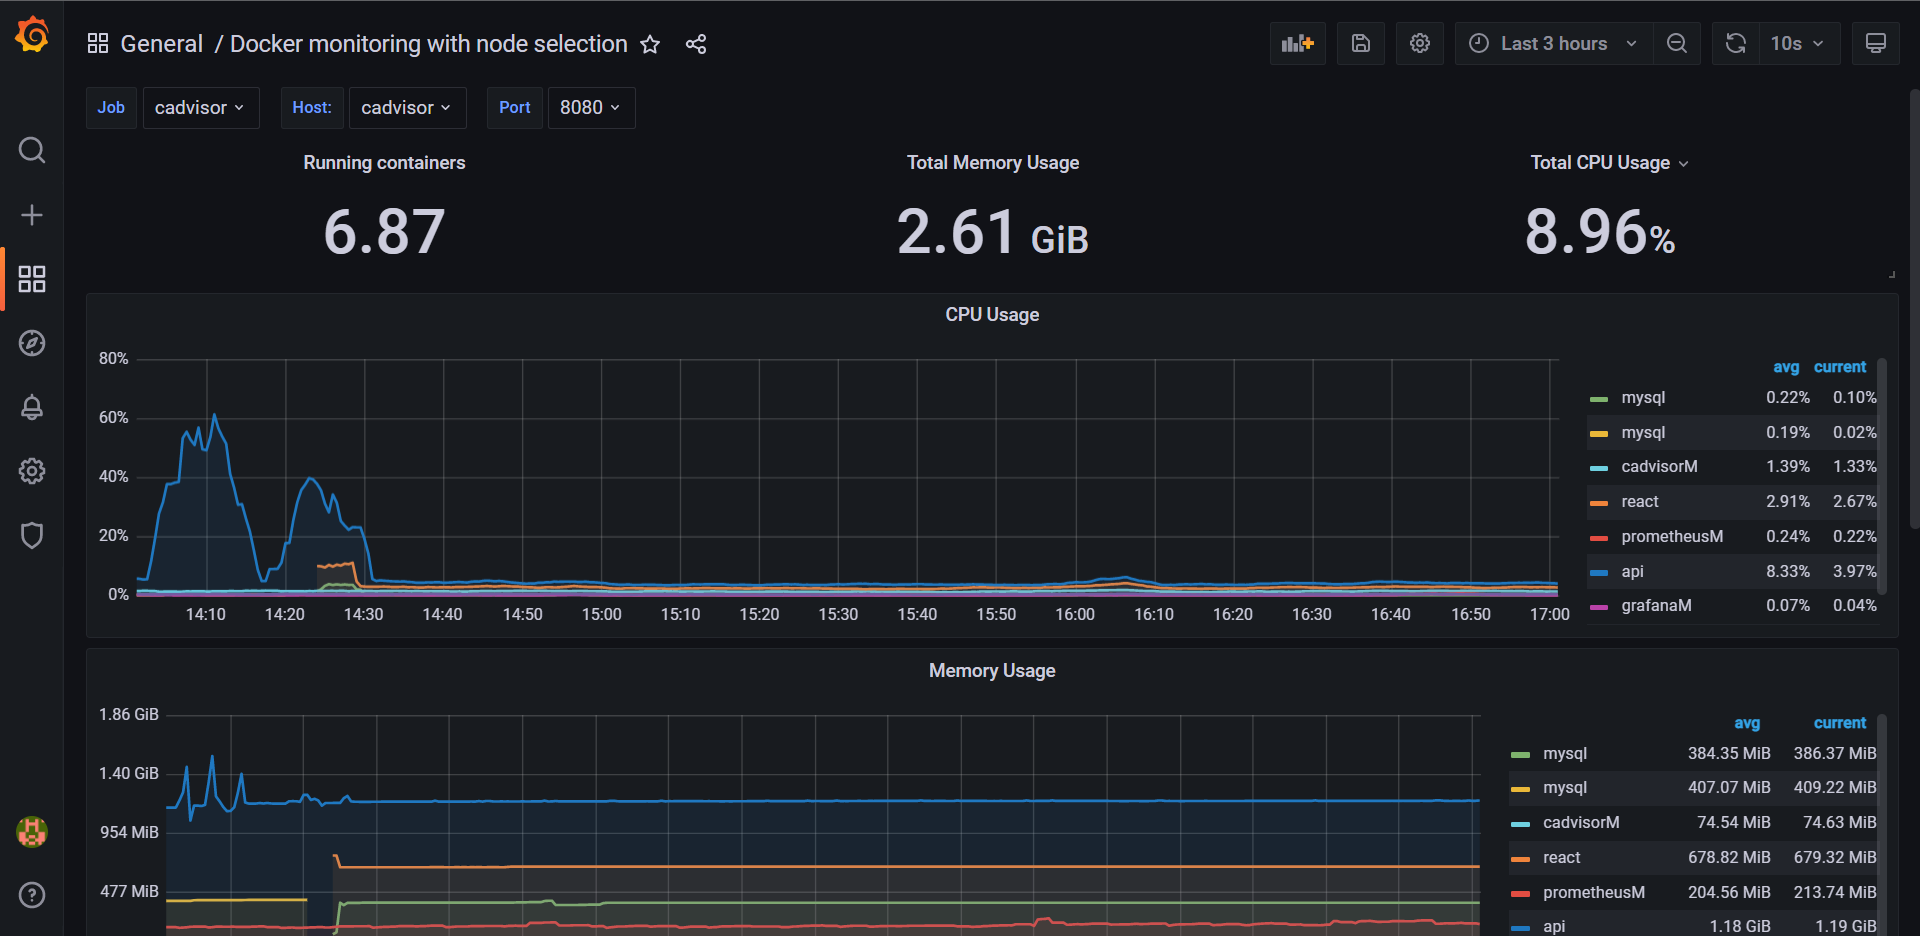 General / Docker monitoring with node selection
Last 3 hours
10s
Job cadvisor Host: cadvisor Port 8080
Running containers
6.87
Total Memory Usage
2.61 GiB
Total CPU Usage
8.96%
CPU Usage
80%
60%
40%
20%
0%
14:10 14:20 14:30 14:40 14:50 15:00 15:10 15:20 15:30 15:40 15:50 16:00 16:10 16:20 16:30 16:40 16:50 17:00
avg current
mysql 0.22% 0.10%
mysql 0.19% 0.02%
cadvisorM 1.39% 1.33%
react 2.91% 2.67%
prometheusM 0.24% 0.22%
api 8.33% 3.97%
grafanaM 0.07% 0.04%
Memory Usage
1.86 GiB
1.40 GiB
954 MiB
477 MiB
avg current
mysql 384.35 MiB 386.37 MiB
mysql 407.07 MiB 409.22 MiB
cadvisorM 74.54 MiB 74.63 MiB
react 678.82 MiB 679.32 MiB
prometheusM 204.56 MiB 213.74 MiB
api 1.18 GiB 1.19 GiB